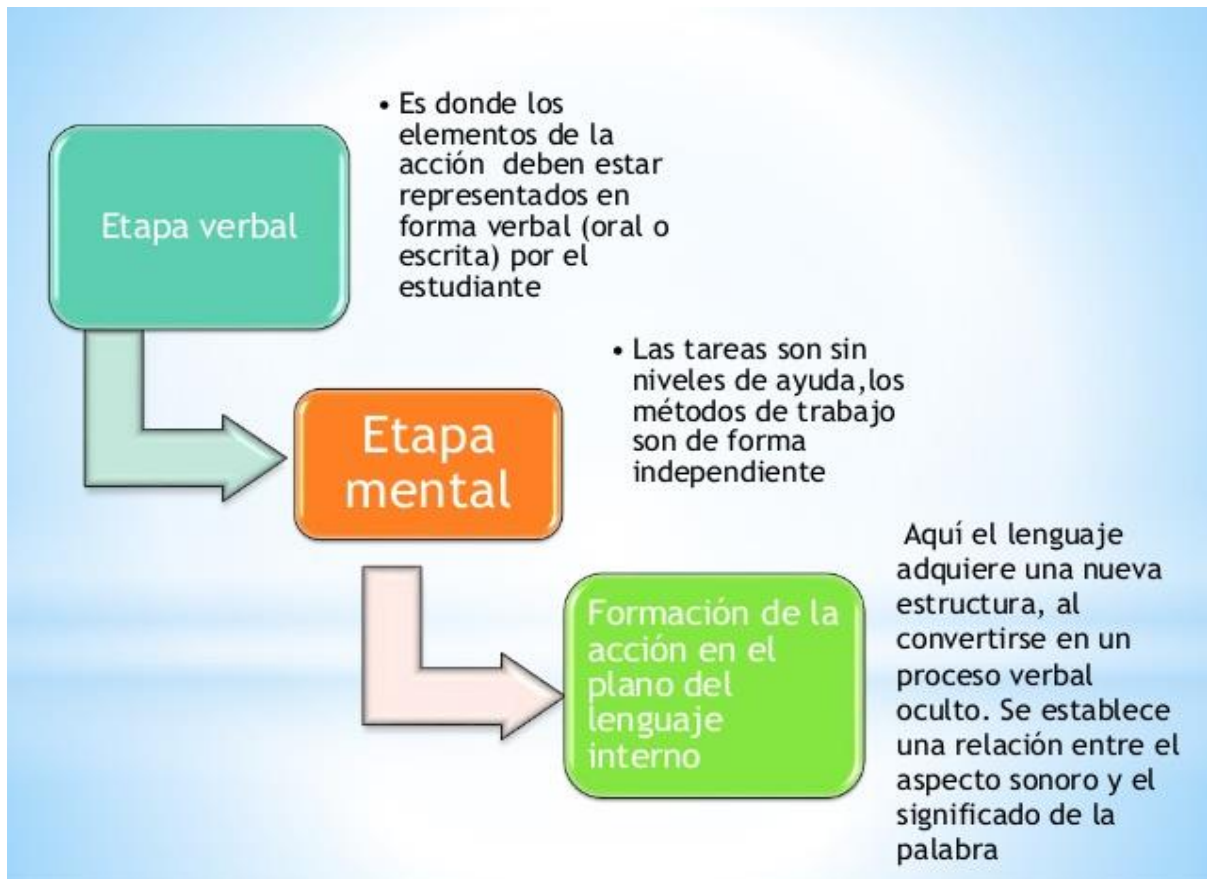 Etapa verbal
• Es donde los
elementos de la
acción deben estar
representados en
forma verbal (oral o
escrita) por el
estudiante
Etapa
mental
• Las tareas son sin
niveles de ayuda,los
métodos de trabajo
son de forma
independiente
Formación de la
acción en el
plano del
lenguaje
interno
Aquí el lenguaje
adquiere una nueva
estructura, al
convertirse en un
proceso verbal
oculto. Se establece
una relación entre el
aspecto sonoro y el
significado de la
palabra